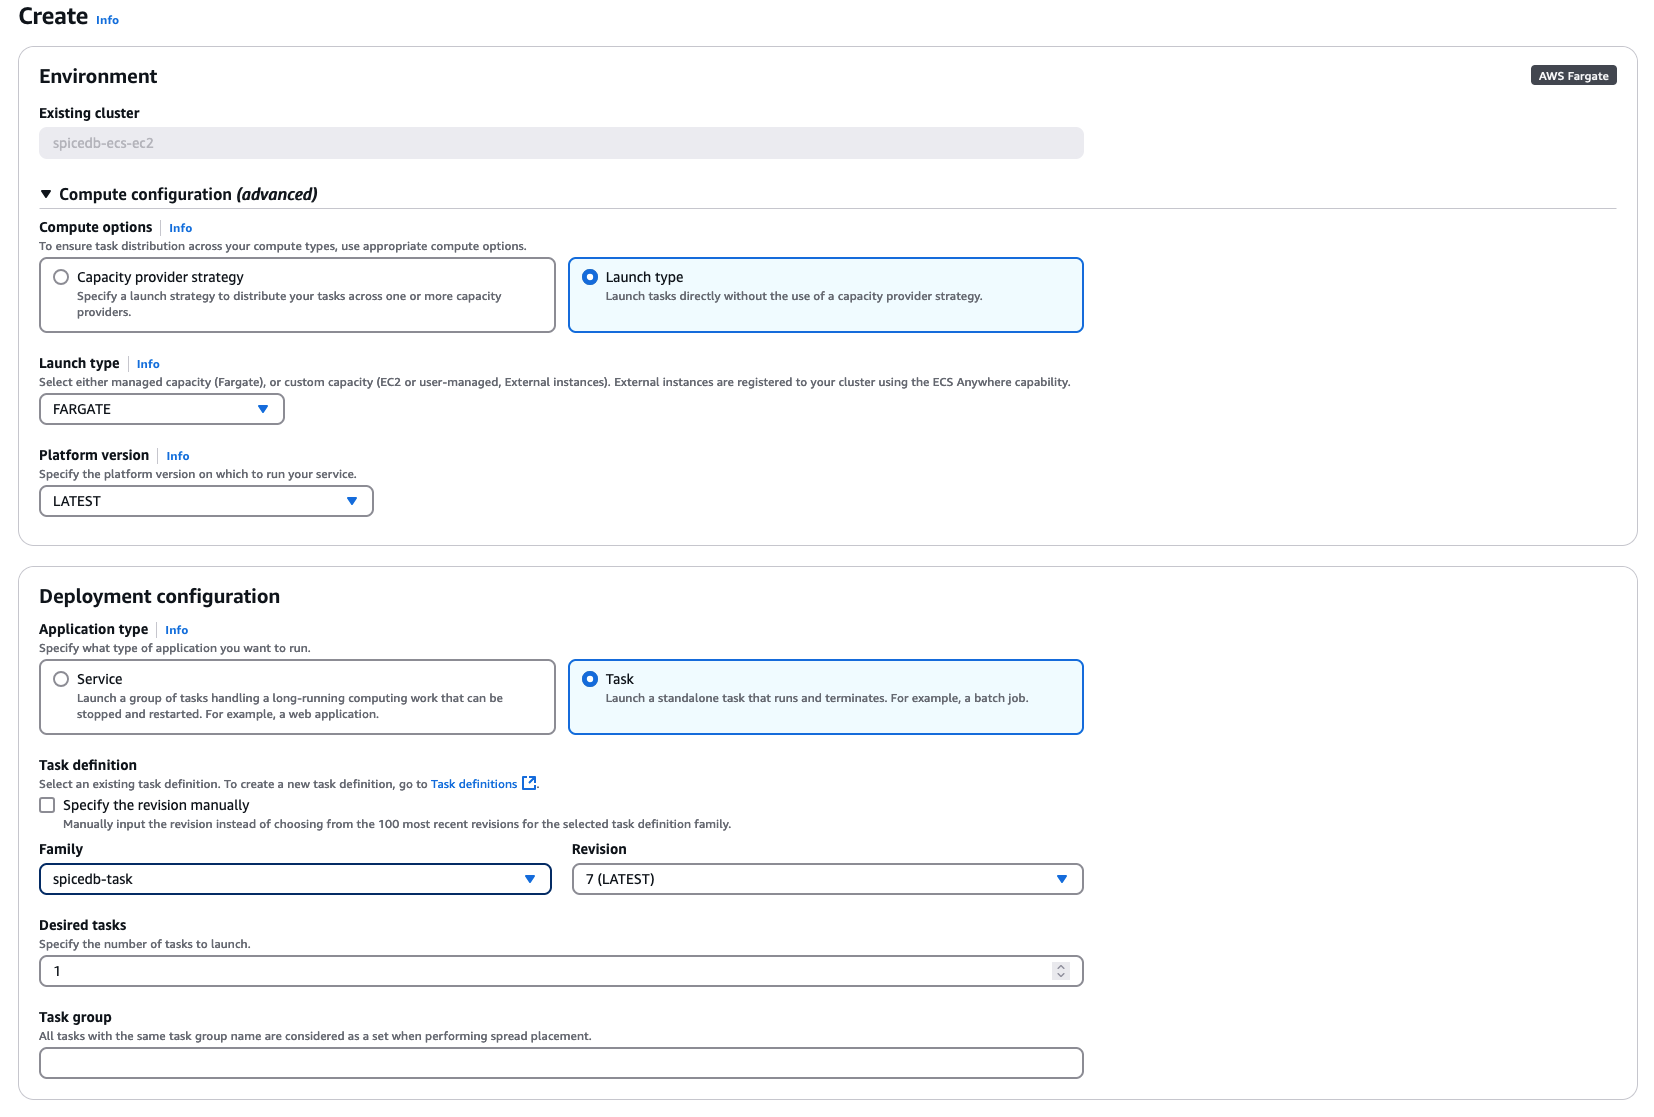 Create Info
Environment
AWS Fargate
Existing cluster
spicedb-ecs-ec2
Compute configuration (advanced)
Compute options Info
To ensure task distribution across your compute types, use appropriate compute options.
Capacity provider strategy
Specify a launch strategy to distribute your tasks across one or more capacity
providers.
Launch type
Launch tasks directly without the use of a capacity provider strategy.
Launch type Info
Select either managed capacity (Fargate), or custom capacity (EC2 or user-managed, External instances). External instances are registered to your cluster using the ECS Anywhere capability.
FARGATE
Platform version Info
Specify the platform version on which to run your service.
LATEST
Deployment configuration
Application type Info
Specify what type of application you want to run.
Service
Launch a group of tasks handling a long-running computing work that can be
stopped and restarted. For example, a web application.
Task
Launch a standalone task that runs and terminates. For example, a batch job.
Task definition
Select an existing task definition. To create a new task definition, go to Task definitions.
Specify the revision manually
Manually input the revision instead of choosing from the 100 most recent revisions for the selected task definition family.
Family
spicedb-task
Revision
7 (LATEST)
Desired tasks
Specify the number of tasks to launch.
1
Task group
All tasks with the same task group name are considered as a set when performing spread placement.